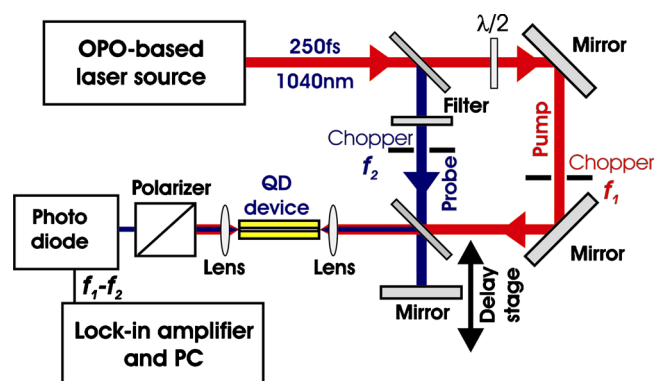 OPO-based
laser source
250fs
1040nm
λ/2
Mirror
Filter
Chopper
f₂
Probe
Pump
Chopper
f₁
Mirror
Polarizer
QD
device
Photo
diode
Lens
Lens
Mirror
Delay
stage
f₁-f₂
Lock-in amplifier
and PC